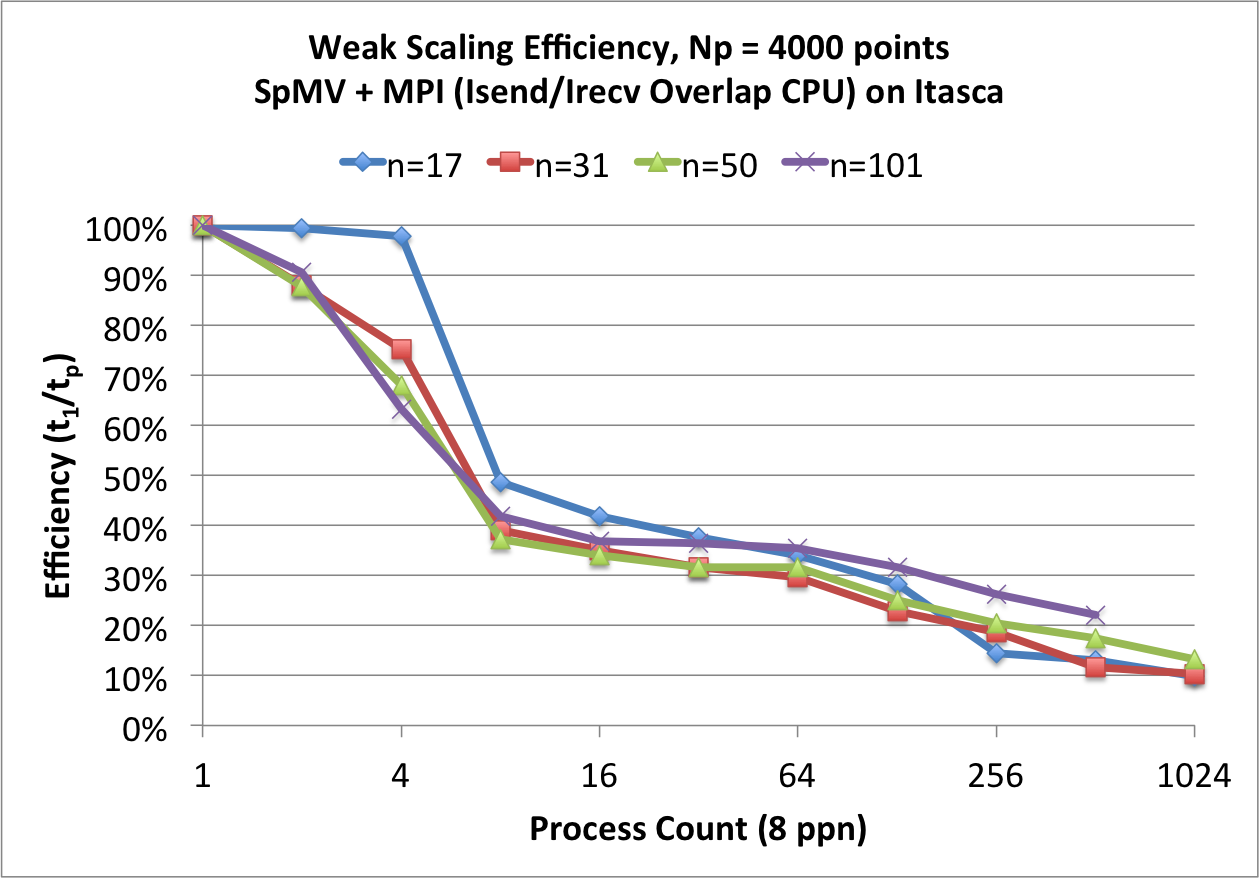 Weak Scaling Efficiency, Np = 4000 points
SpMV + MPI (Isend/Irecv Overlap CPU) on Itasca
n=17 n=31 n=50 n=101
100%
90%
80%
70%
60%
50%
40%
30%
20%
10%
0%
Efficiency (t₁/tₚ)
1 4 16 64 256 1024
Process Count (8 ppn)